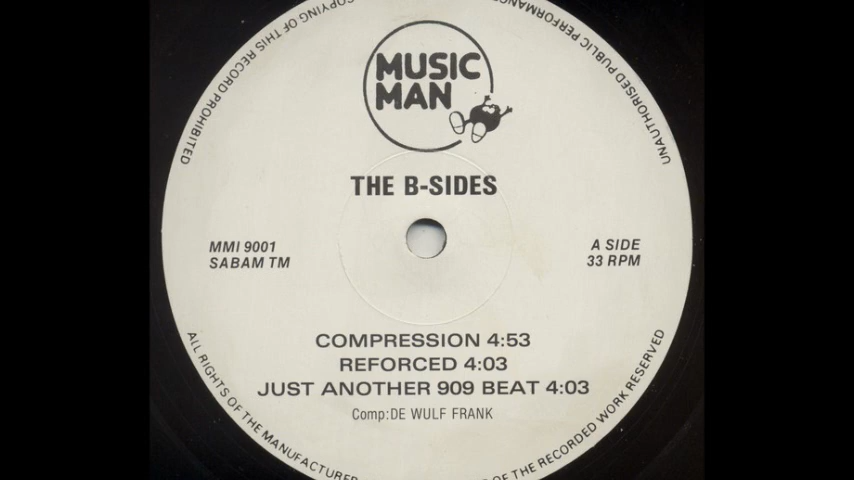 COPYING OF THIS RECORD PROHIBITED
UNAUTHORISED PUBLIC PERFORMANCE
MUSIC
MAN
THE B-SIDES
MMI 9001
SABAM TM
A SIDE
33 RPM
COMPRESSION 4:53
REFORCED 4:03
JUST ANOTHER 909 BEAT 4:03
Comp:DE WULF FRANK
ALL RIGHTS OF THE MANUFACTURER
OF THE RECORDED WORK RESERVED